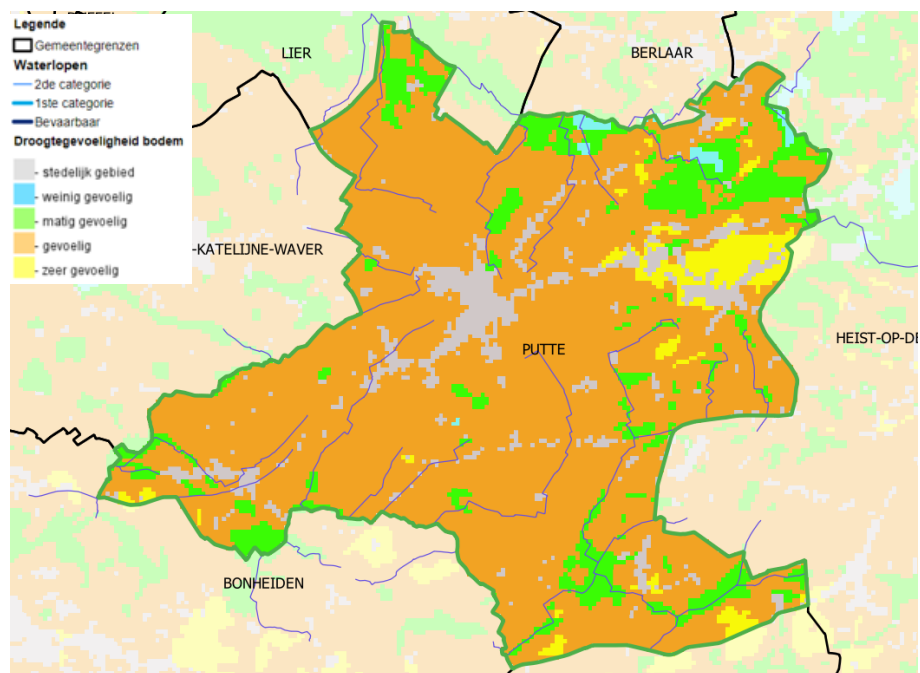 Legende
Gemeentegrenzen
Waterlopen
2de categorie
1ste categorie
Bevaarbaar
Droogtegevoeligheid bodem
- stedelijk gebied
- weinig gevoelig
- matig gevoelig
- gevoelig
- zeer gevoelig
LIER
BERLAAR
-KATELIJNE-WAVER
PUTTE
HEIST-OP-DE
BONHEIDEN